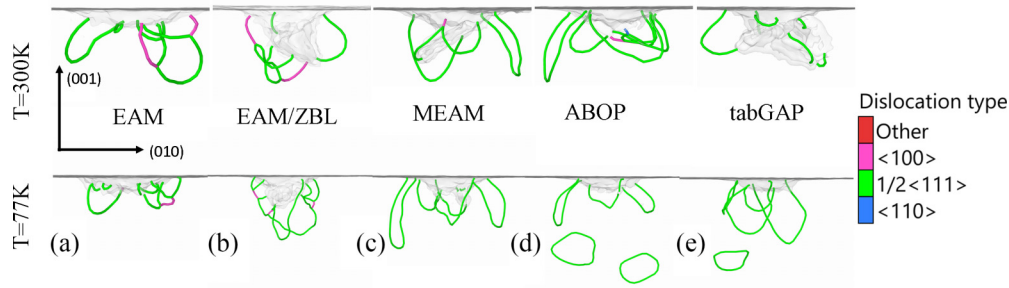 T=300K
(001)
(010)
EAM
EAM/ZBL
MEAM
ABOP
tabGAP
Dislocation type
Other
<100>
1/2<111>
<110>
T=77K
(a)
(b)
(c)
(d)
(e)